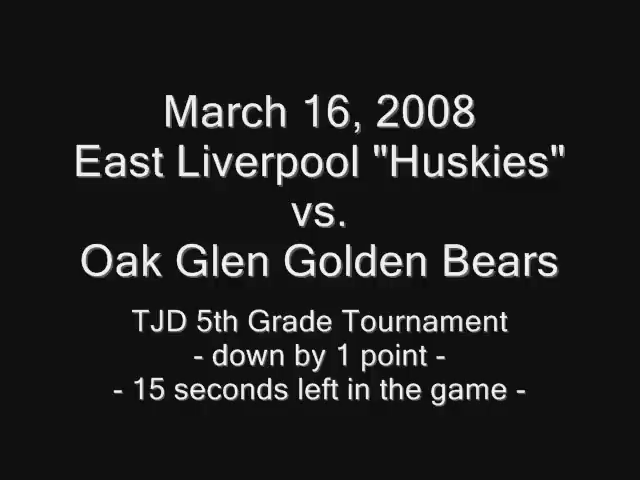 March 16, 2008
East Liverpool "Huskies"
vs.
Oak Glen Golden Bears
TJD 5th Grade Tournament
- down by 1 point -
- 15 seconds left in the game -